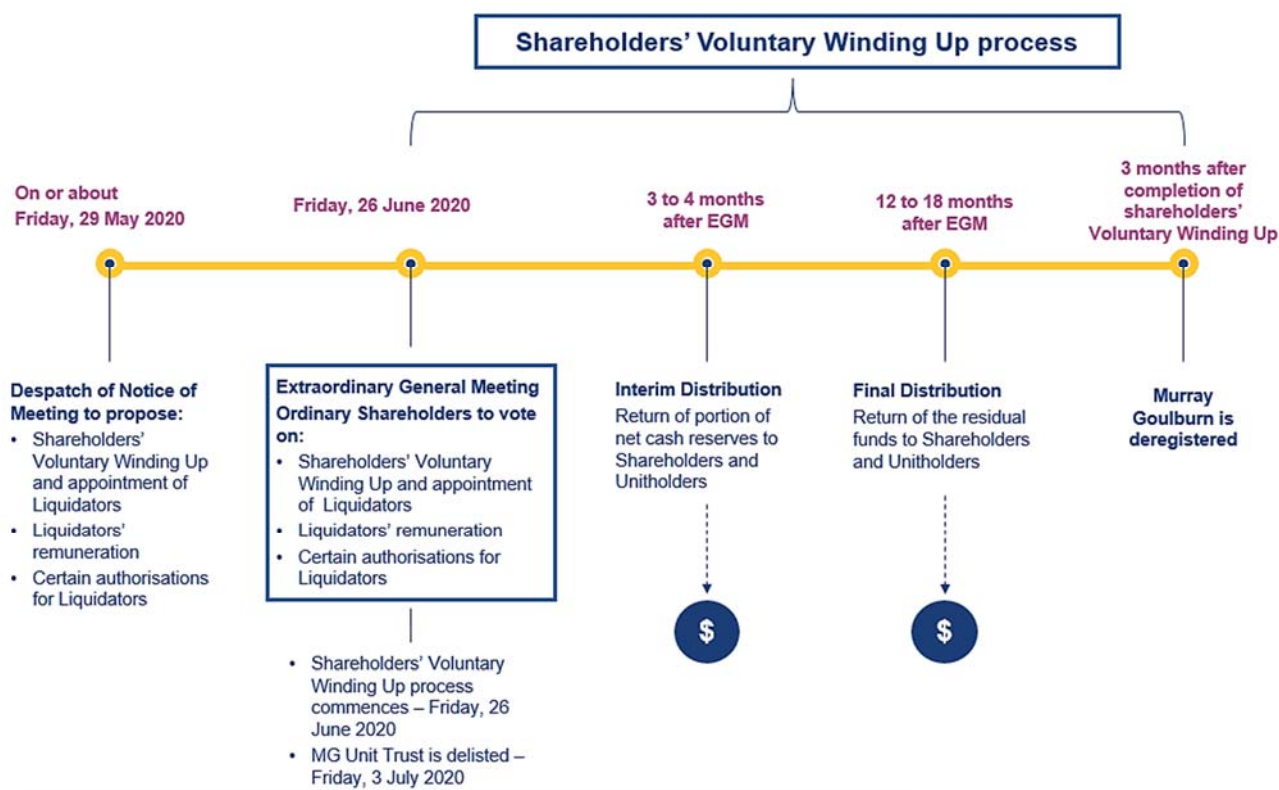 Shareholders’ Voluntary Winding Up process
On or about
Friday, 29 May 2020
Friday, 26 June 2020
3 to 4 months
after EGM
12 to 18 months
after EGM
3 months after
completion of
shareholders’
Voluntary Winding Up
Despatch of Notice of
Meeting to propose:
• Shareholders’
Voluntary Winding Up
and appointment of
Liquidators
• Liquidators’
remuneration
• Certain authorisations
for Liquidators
Extraordinary General Meeting
Ordinary Shareholders to vote
on:
• Shareholders’ Voluntary
Winding Up and appointment
of Liquidators
• Liquidators’ remuneration
• Certain authorisations for
Liquidators
• Shareholders’ Voluntary
Winding Up process
commences – Friday, 26
June 2020
• MG Unit Trust is delisted –
Friday, 3 July 2020
Interim Distribution
Return of portion of
net cash reserves to
Shareholders and
Unitholders
$
Final Distribution
Return of the residual
funds to Shareholders
and Unitholders
$
Murray
Goulburn is
deregistered